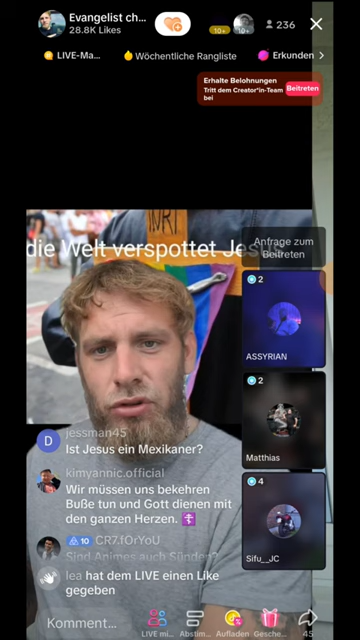 Evangelist ch...
28.8K Likes
10+
236
LIVE-Ma...
Wöchentliche Rangliste
Erkunden
Erhalte Belohnungen
Tritt dem Creator*in-Team bei
Beitreten
die Welt verspottet Jesus
Anfrage zum Beitreten
2
ASSYRIAN
2
Matthias
4
Sifu__JC
D
jessman45
Ist Jesus ein Mexikaner?
kimyannic.official
Wir müssen uns bekehren
Buße tun und Gott dienen mit
den ganzen Herzen.
10 CR7.fOrYoU
Sind Animes auch Sünden?
lea hat dem LIVE einen Like
gegeben
Komment...
LIVE mi...
Abstim...
Aufladen
Gesche...
45